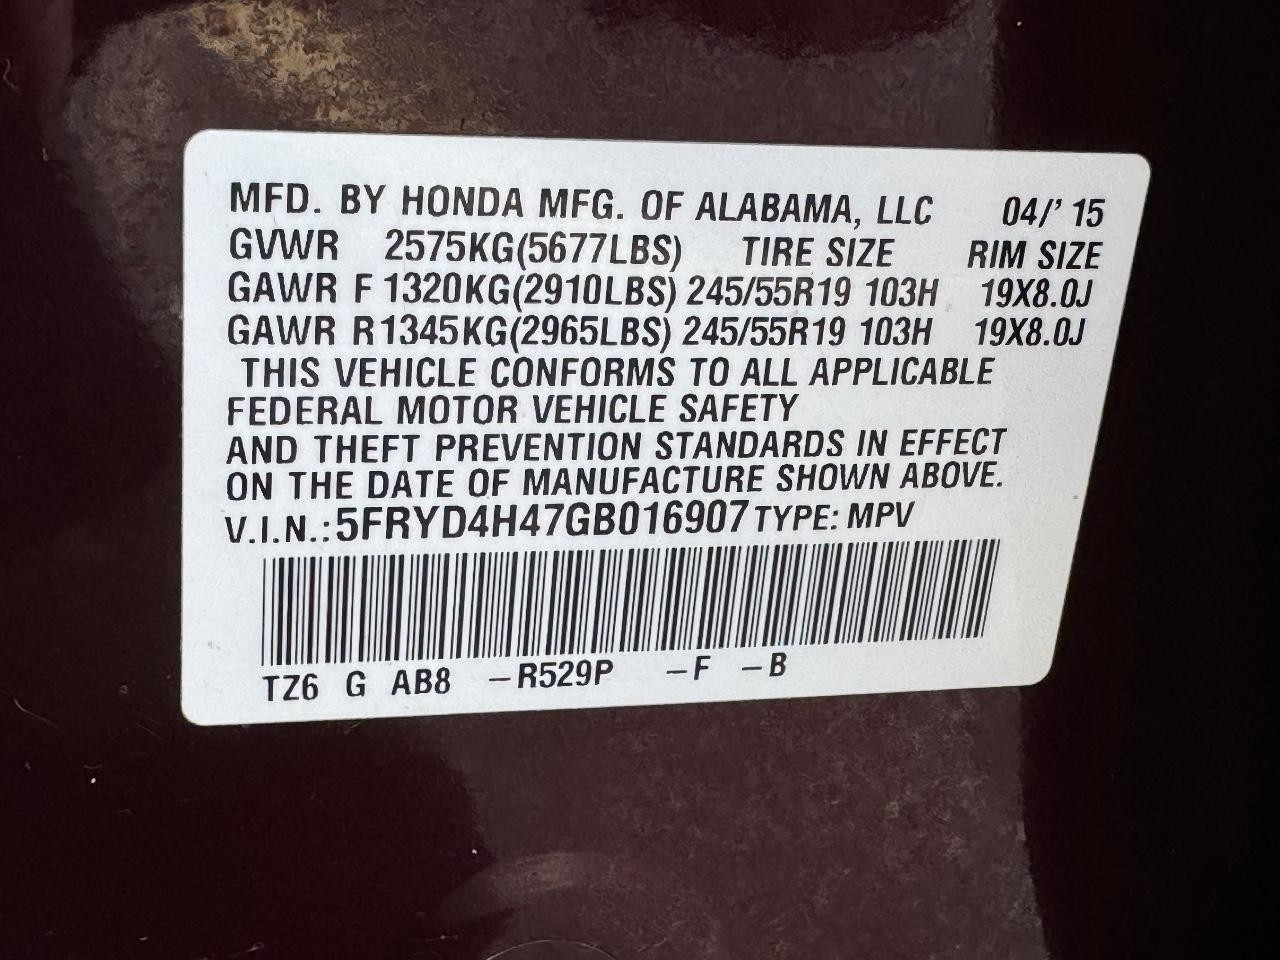 MFD. BY HONDA MFG. OF ALABAMA, LLC 04/' 15
GVWR 2575KG(5677LBS) TIRE SIZE RIM SIZE
GAWR F 1320KG(2910LBS) 245/55R19 103H 19X8.0J
GAWR R 1345KG(2965LBS) 245/55R19 103H 19X8.0J
THIS VEHICLE CONFORMS TO ALL APPLICABLE
FEDERAL MOTOR VEHICLE SAFETY
AND THEFT PREVENTION STANDARDS IN EFFECT
ON THE DATE OF MANUFACTURE SHOWN ABOVE.
V.I.N.: 5FRYD4H47GB016907 TYPE: MPV
TZ6 G AB8 –R529P –F –B